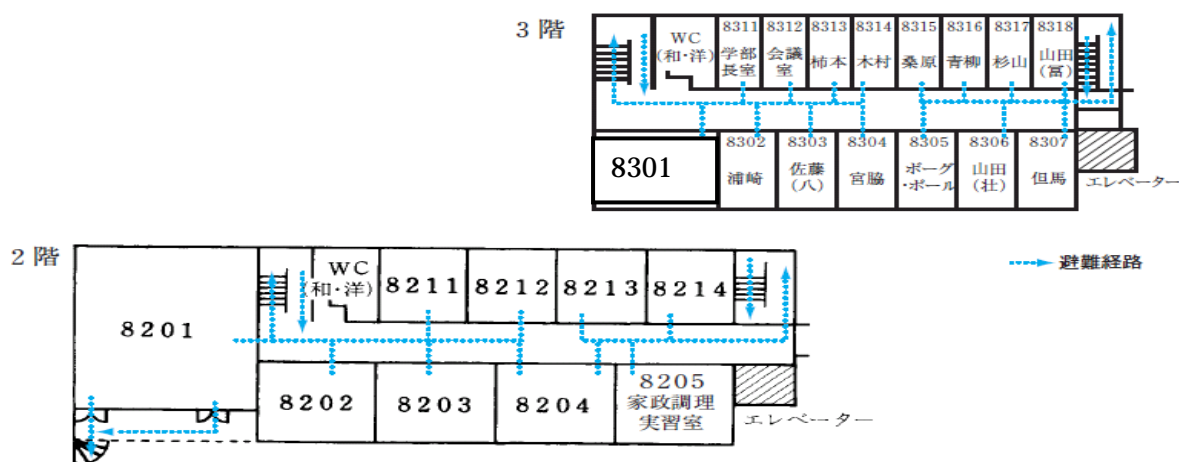 3 階
WC
(和・洋)
8311
学部
長室
8312
会議
室
8313
柿本
8314
木村
8315
桑原
8316
青柳
8317
杉山
8318
山田
(冨)
8301
8302
浦崎
8303
佐藤
(八)
8304
宮脇
8305
ボーグ
・ポール
8306
山田
(壮)
8307
但馬
エレベーター
2 階
8201
WC
(和・洋)
8211
8212
8213
8214
避難経路
8202
8203
8204
8205
家政調理
実習室
エレベーター